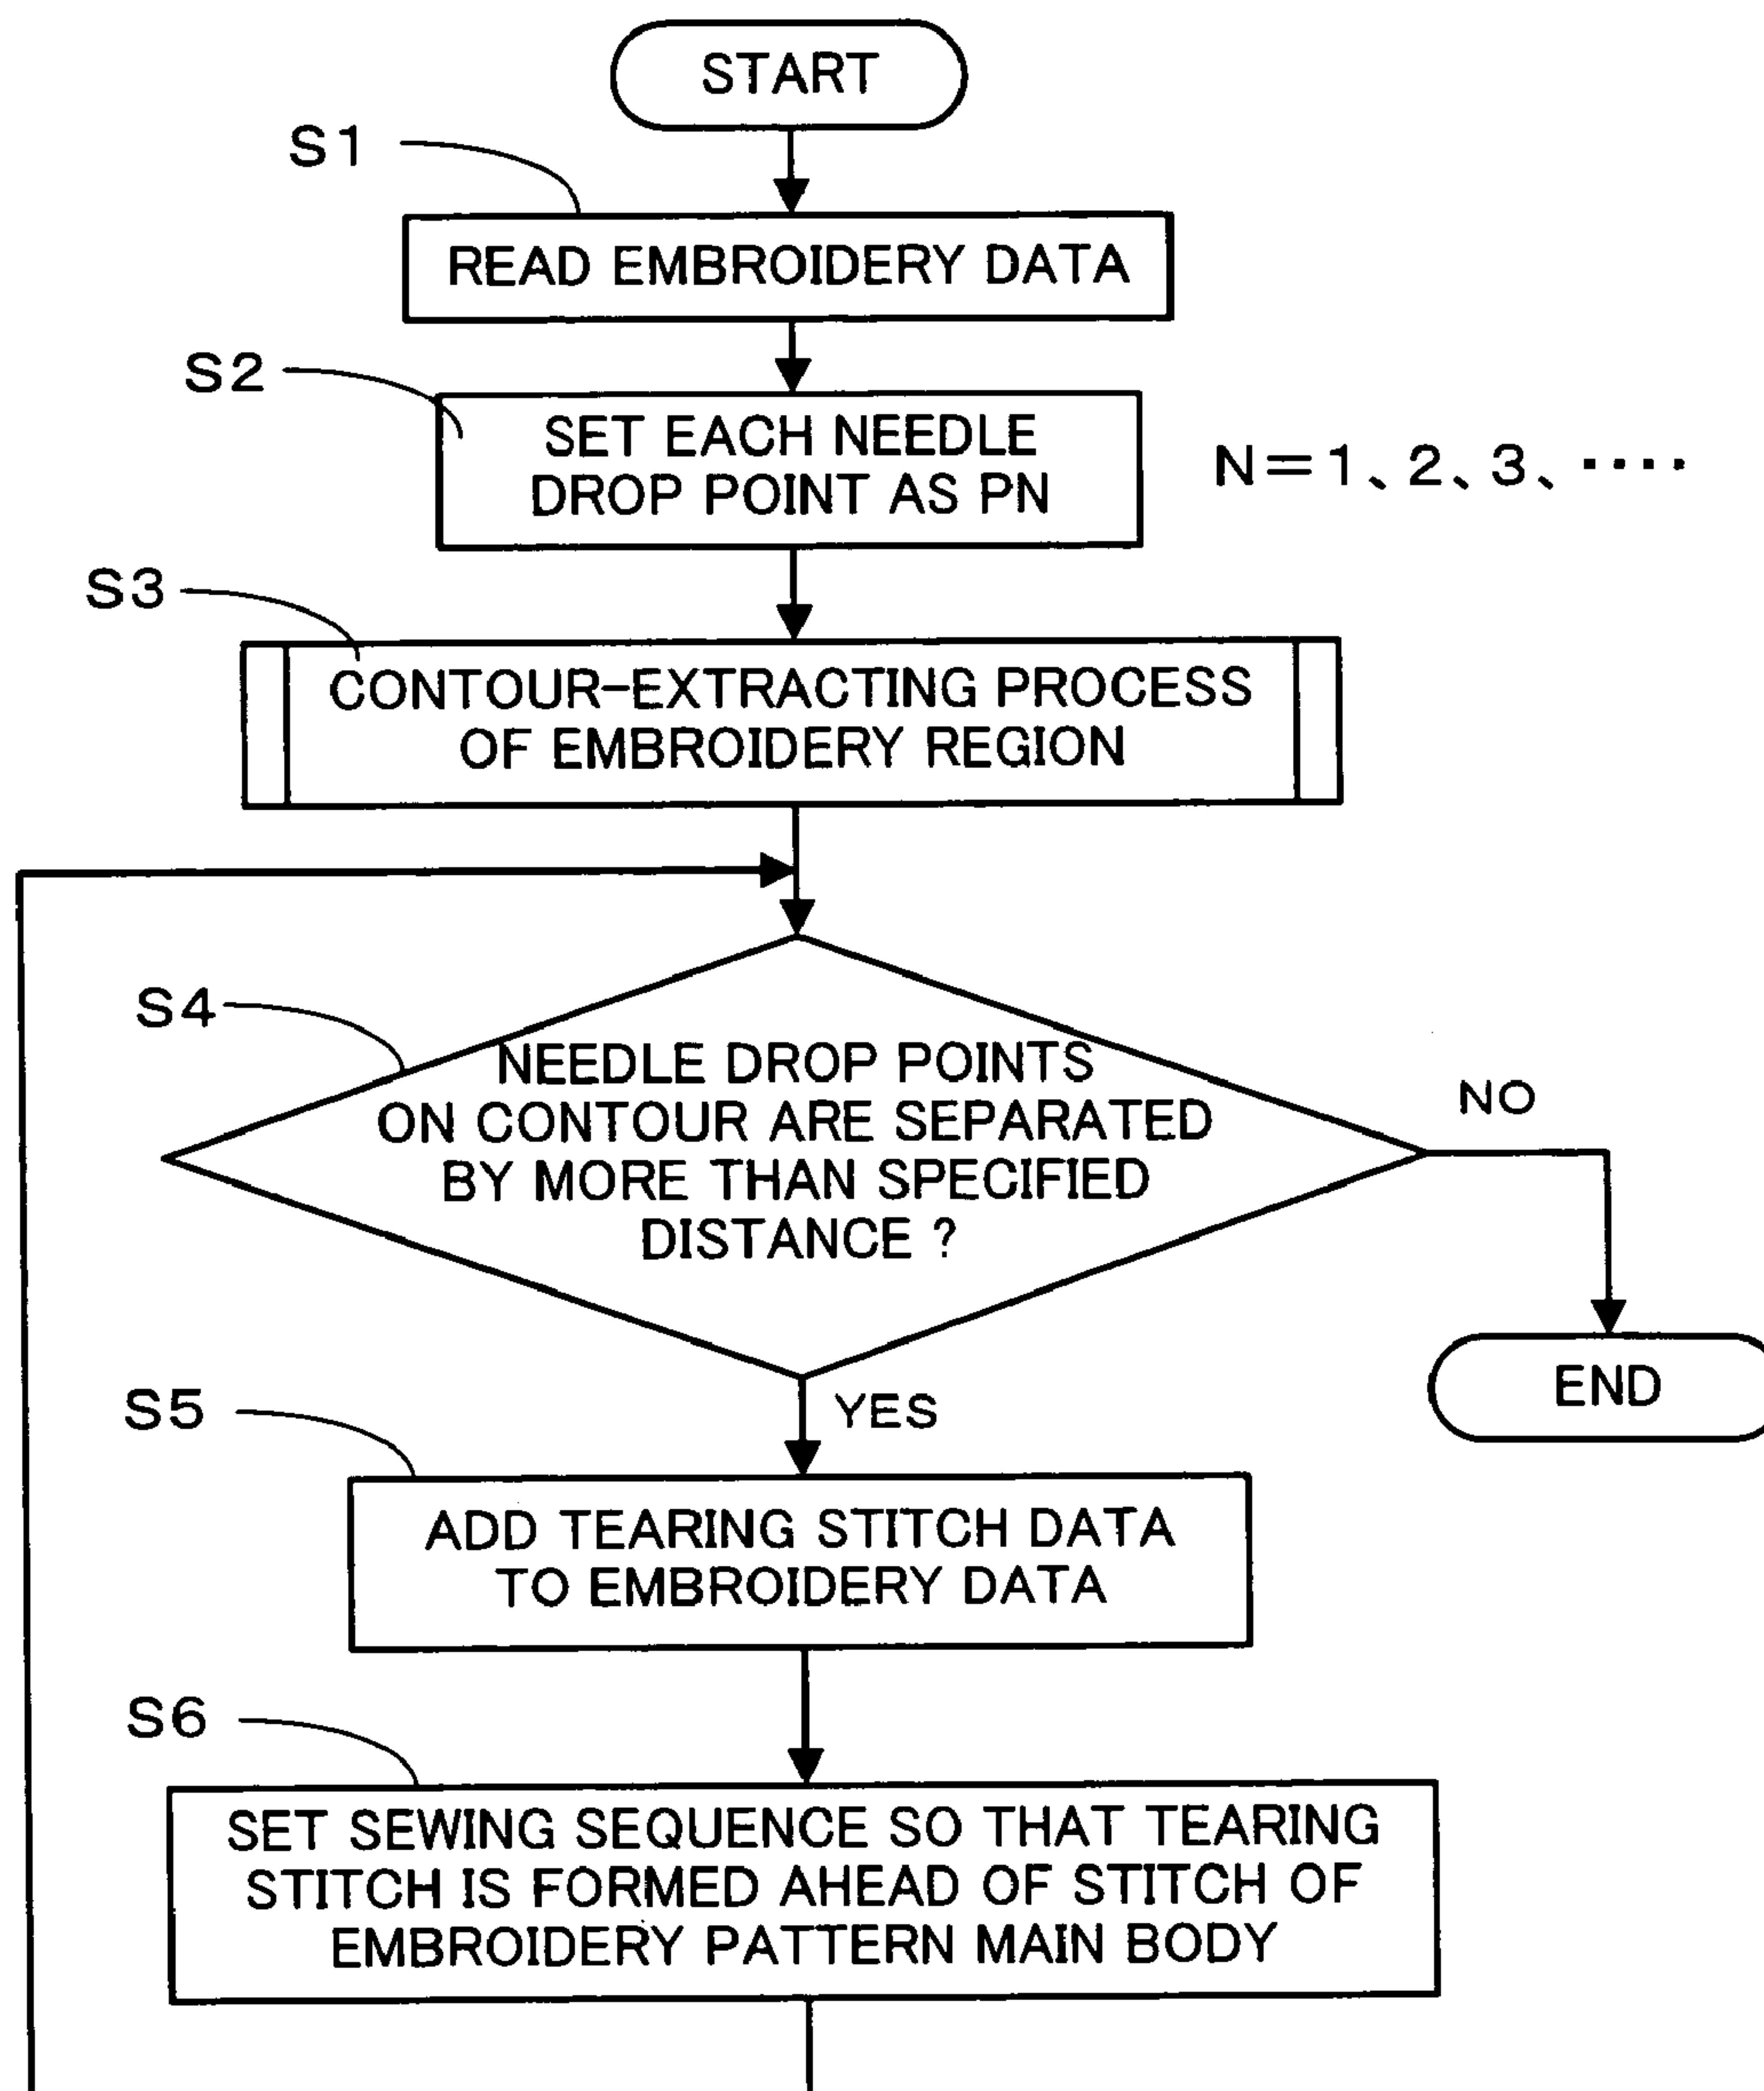 START
S1
READ EMBROIDERY DATA
S2
SET EACH NEEDLE
DROP POINT AS PN
N=1、2、3、····
S3
CONTOUR-EXTRACTING PROCESS
OF EMBROIDERY REGION
S4
NEEDLE DROP POINTS
ON CONTOUR ARE SEPARATED
BY MORE THAN SPECIFIED
DISTANCE ?
NO
END
YES
S5
ADD TEARING STITCH DATA
TO EMBROIDERY DATA
S6
SET SEWING SEQUENCE SO THAT TEARING
STITCH IS FORMED AHEAD OF STITCH OF
EMBROIDERY PATTERN MAIN BODY